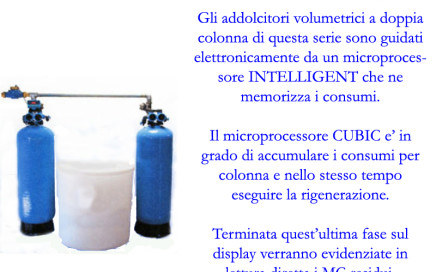 Gli addolcitori volumetrici a doppia
colonna di questa serie sono guidati
elettronicamente da un microproces-
sore INTELLIGENT che ne
memorizza i consumi.
Il microprocessore CUBIC e' in
grado di accumulare i consumi per
colonna e nello stesso tempo
eseguire la rigenerazione.
Terminata quest'ultima fase sul
display verranno evidenziate in
lettura diretta i MC residui